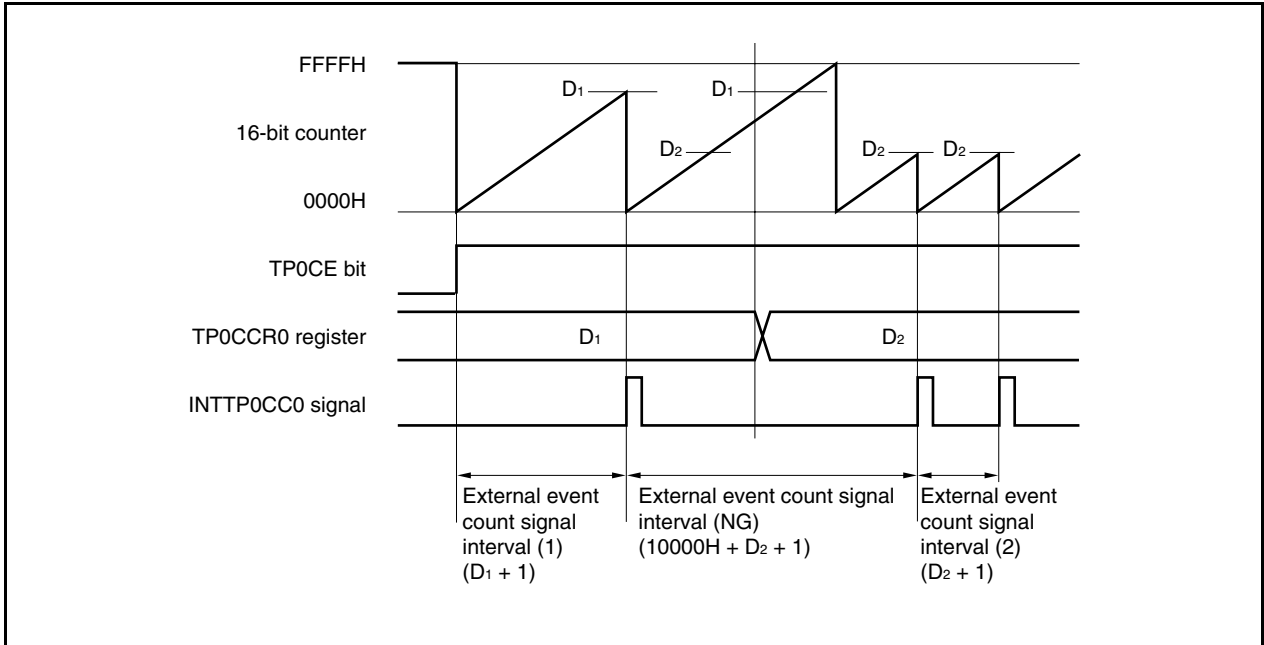 FFFFH
D1
D1
16-bit counter
D2
D2
D2
0000H
TP0CE bit
TP0CCR0 register
D1
D2
INTTP0CC0 signal
External event
count signal
interval (1)
(D1 + 1)
External event count signal
interval (NG)
(10000H + D2 + 1)
External event
count signal
interval (2)
(D2 + 1)